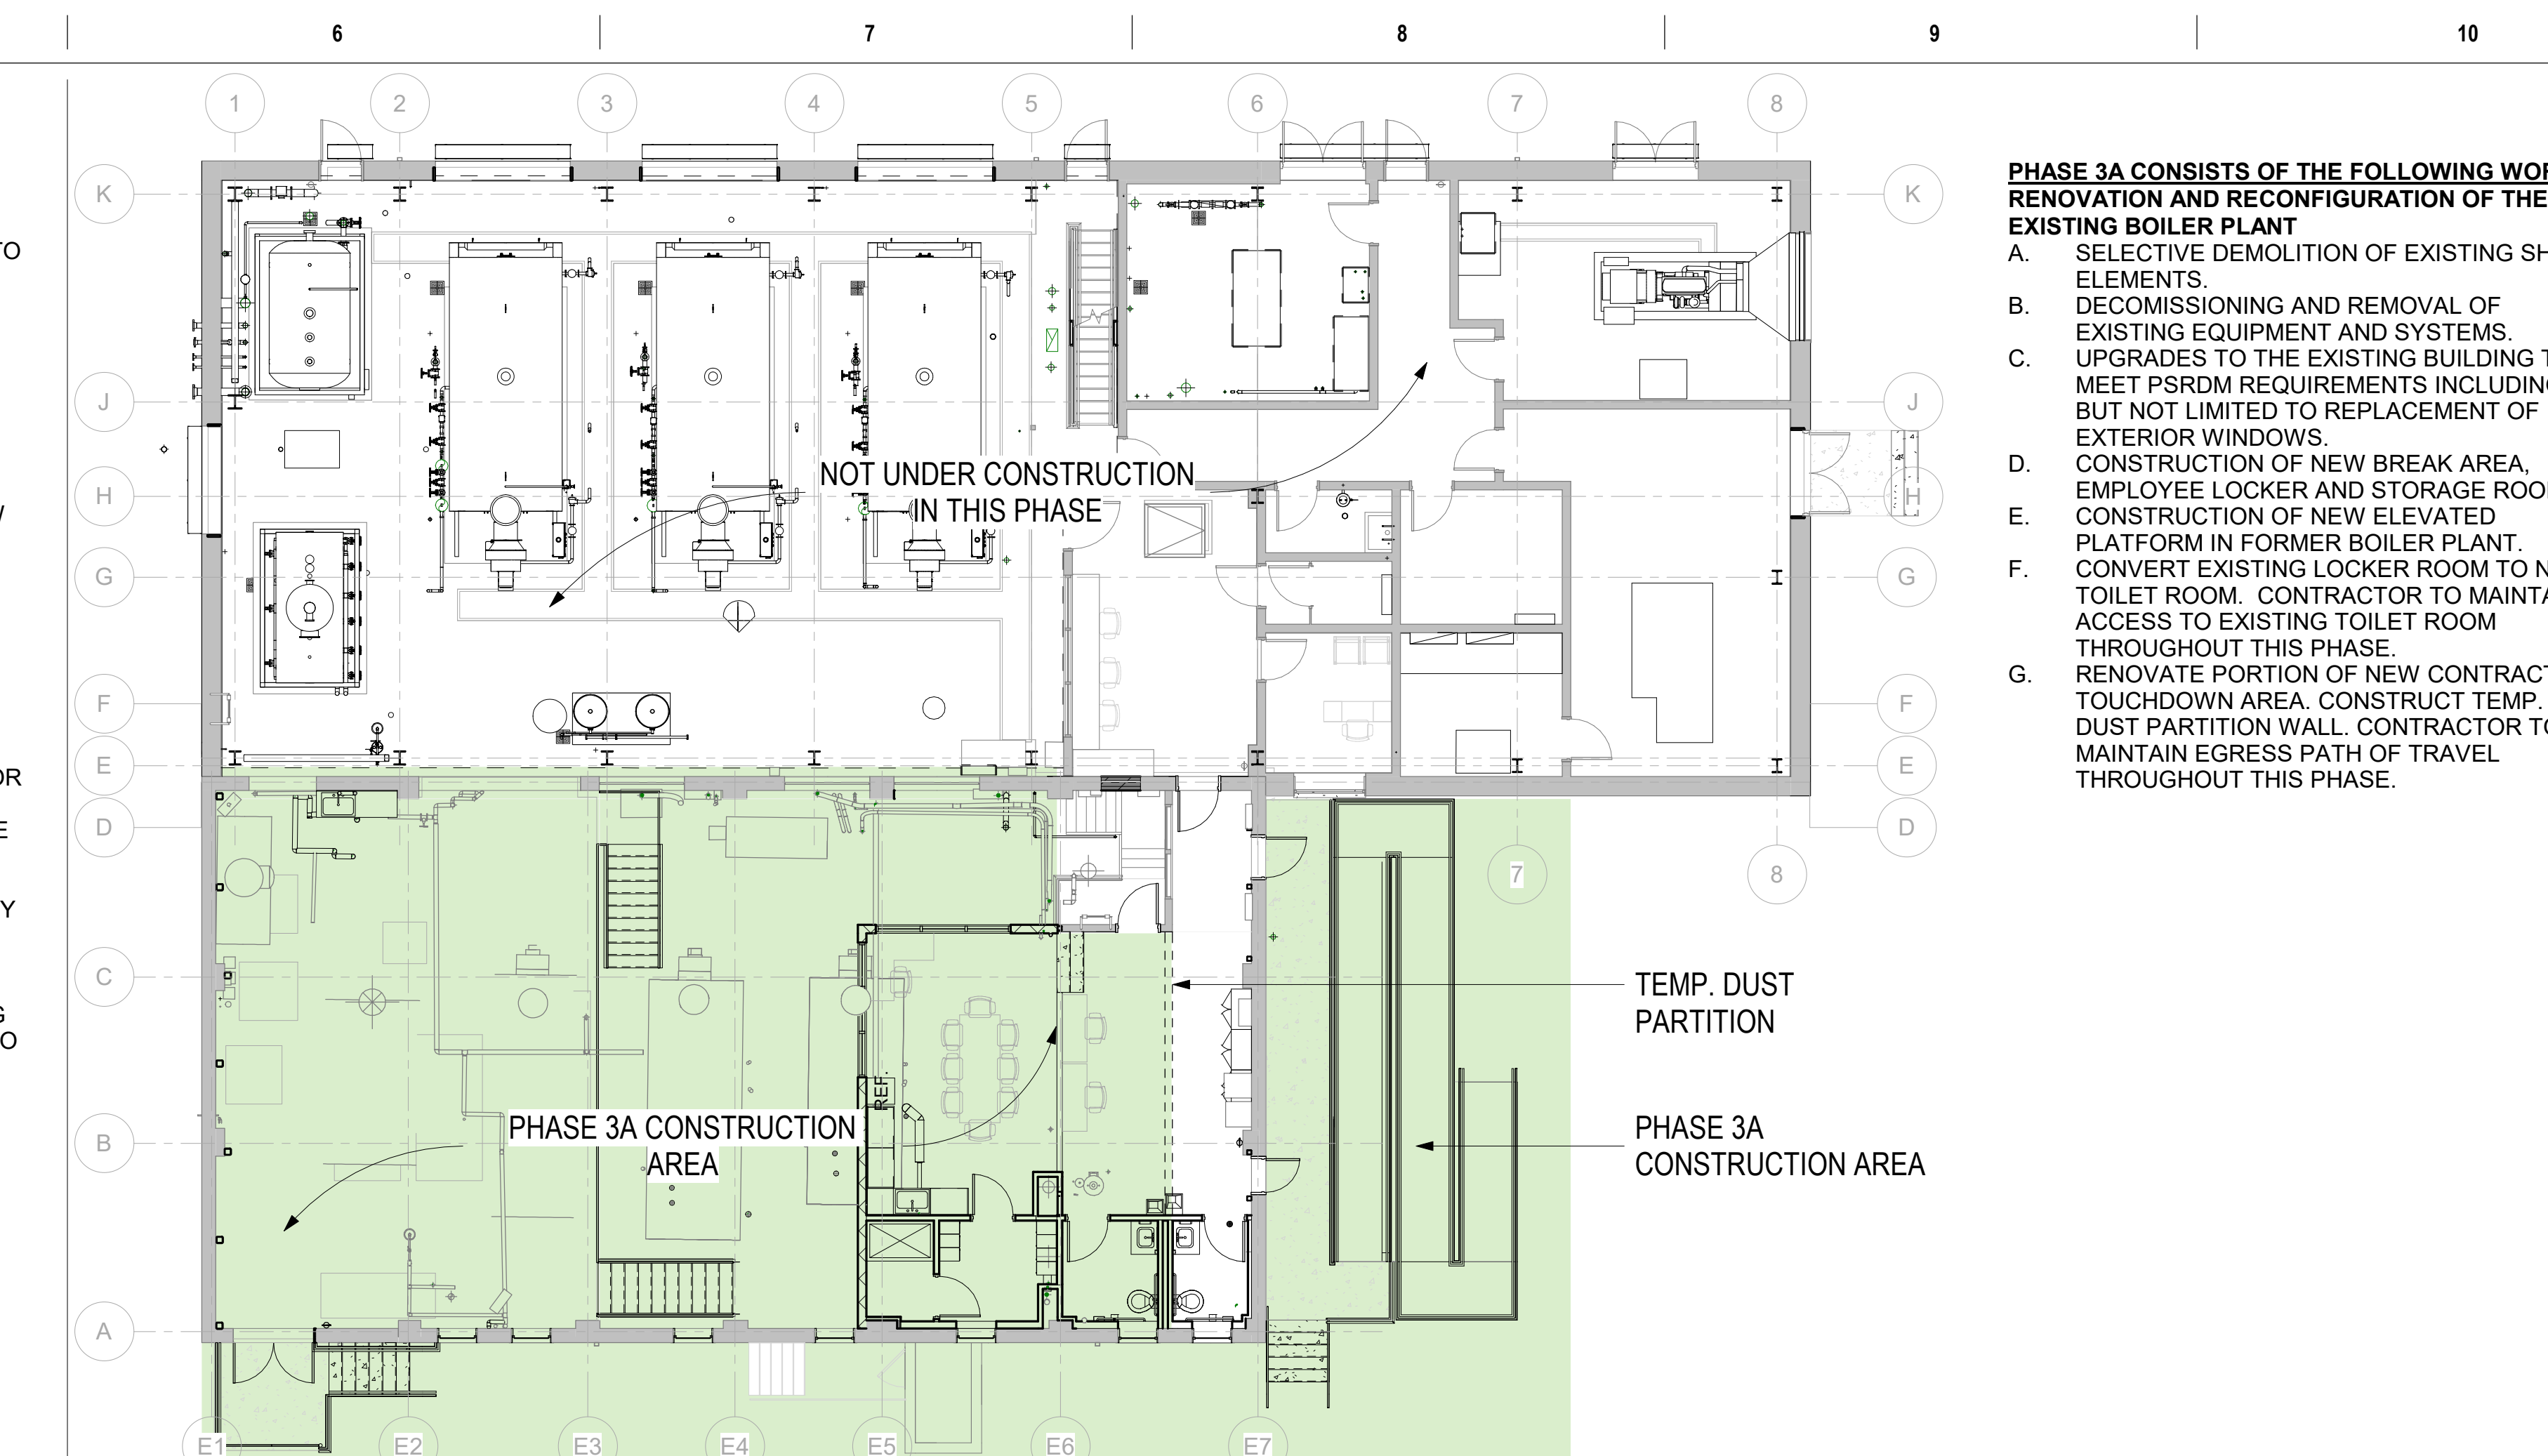 6
7
8
9
10
1
2
3
4
5
6
7
8
K
K
J
J
H
H
G
G
F
F
E
E
D
D
7
8
C
B
A
E1
E2
E3
E4
E5
E6
E7
TO
OR
E
Y
G
O
NOT UNDER CONSTRUCTION
IN THIS PHASE
PHASE 3A CONSTRUCTION
AREA
REF.
TEMP. DUST
PARTITION
PHASE 3A
CONSTRUCTION AREA
PHASE 3A CONSISTS OF THE FOLLOWING WOR
RENOVATION AND RECONFIGURATION OF THE
EXISTING BOILER PLANT
A. SELECTIVE DEMOLITION OF EXISTING SH
ELEMENTS.
B. DECOMISSIONING AND REMOVAL OF
EXISTING EQUIPMENT AND SYSTEMS.
C. UPGRADES TO THE EXISTING BUILDING T
MEET PSRDM REQUIREMENTS INCLUDING
BUT NOT LIMITED TO REPLACEMENT OF
EXTERIOR WINDOWS.
D. CONSTRUCTION OF NEW BREAK AREA,
EMPLOYEE LOCKER AND STORAGE ROO
E. CONSTRUCTION OF NEW ELEVATED
PLATFORM IN FORMER BOILER PLANT.
F. CONVERT EXISTING LOCKER ROOM TO N
TOILET ROOM. CONTRACTOR TO MAINTA
ACCESS TO EXISTING TOILET ROOM
THROUGHOUT THIS PHASE.
G. RENOVATE PORTION OF NEW CONTRACT
TOUCHDOWN AREA. CONSTRUCT TEMP.
DUST PARTITION WALL. CONTRACTOR TO
MAINTAIN EGRESS PATH OF TRAVEL
THROUGHOUT THIS PHASE.